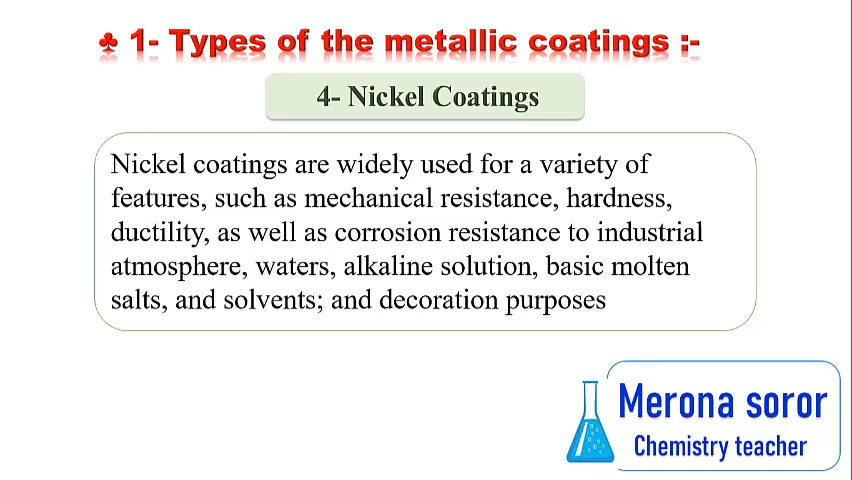 ♣ 1- Types of the metallic coatings :-
4- Nickel Coatings
Nickel coatings are widely used for a variety of
features, such as mechanical resistance, hardness,
ductility, as well as corrosion resistance to industrial
atmosphere, waters, alkaline solution, basic molten
salts, and solvents; and decoration purposes
Merona soror
Chemistry teacher